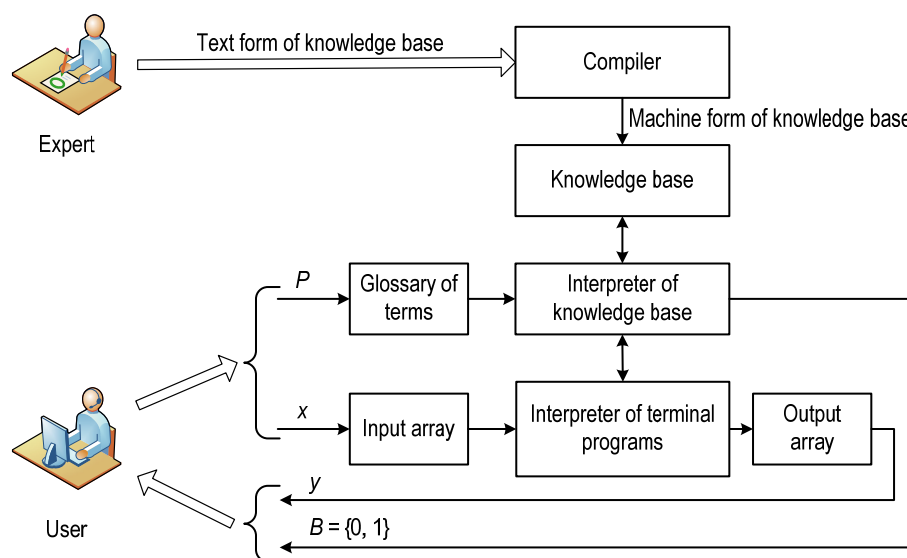 Text form of knowledge base
Compiler
Expert
Machine form of knowledge base
Knowledge base
P
Glossary of
terms
Interpreter of
knowledge base
x
Input array
Interpreter of terminal
programs
Output
array
y
User
B = {0, 1}